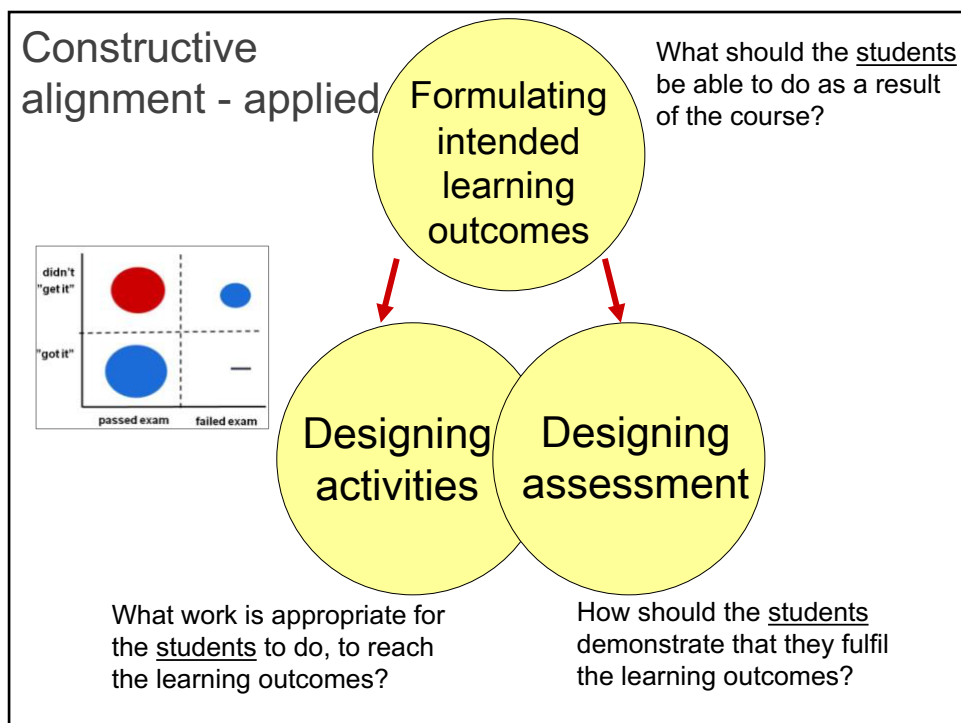 Constructive
alignment - applied
Formulating
intended
learning
outcomes
What should the students
be able to do as a result
of the course?
didn't
"get it"
"got it"
passed exam failed exam
Designing
activities
Designing
assessment
What work is appropriate for
the students to do, to reach
the learning outcomes?
How should the students
demonstrate that they fulfil
the learning outcomes?